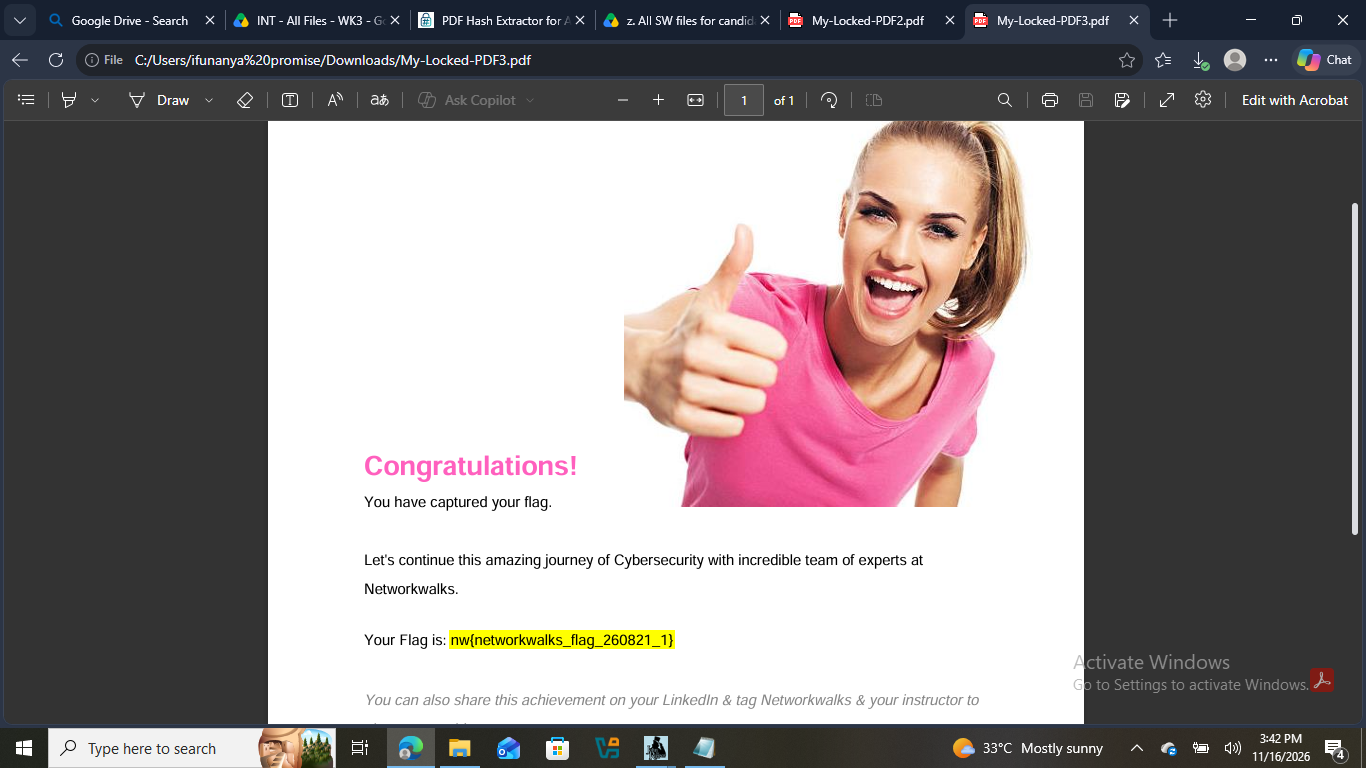 Google Drive - Search
INT - All Files - WK3 - G
PDF Hash Extractor for
z. All SW files for candid
My-Locked-PDF2.pdf
My-Locked-PDF3.pdf
File C:/Users/ifunanya%20promise/Downloads/My-Locked-PDF3.pdf
Chat
Draw
Ask Copilot
1 of 1
Edit with Acrobat
Congratulations!
You have captured your flag.
Let's continue this amazing journey of Cybersecurity with incredible team of experts at
Networkwalks.
Your Flag is: nw{networkwalks_flag_260821_1}
Activate Windows
Go to Settings to activate Windows.
You can also share this achievement on your LinkedIn & tag Networkwalks & your instructor to
Type here to search
33°C Mostly sunny
3:42 PM
11/16/2026
4